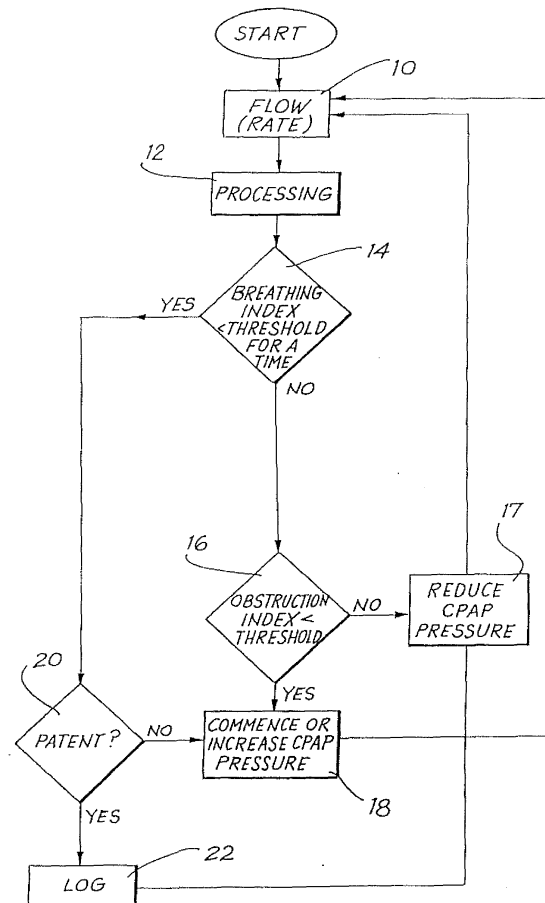 START
10
FLOW
(RATE)
12
PROCESSING
14
YES
BREATHING
INDEX
<THRESHOLD
FOR A
TIME
NO
17
16
REDUCE
CPAP
PRESSURE
OBSTRUCTION
INDEX <
THRESHOLD
NO
YES
20
PATENT?
NO
COMMENCE OR
INCREASE CPAP
PRESSURE
18
YES
22
LOG